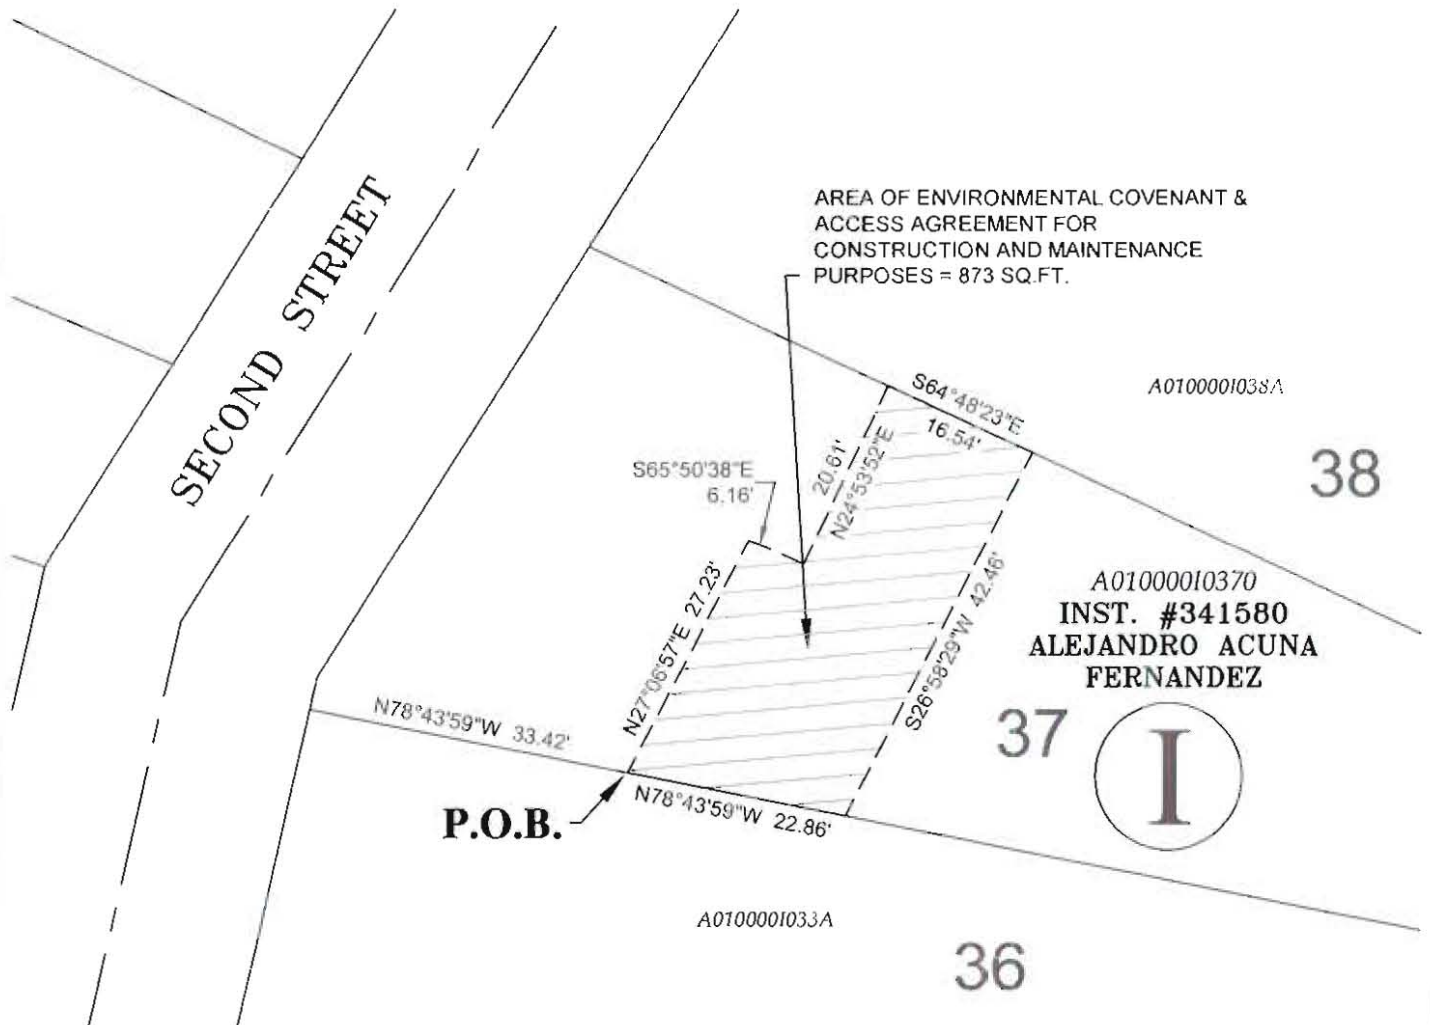 AREA OF ENVIRONMENTAL COVENANT &
ACCESS AGREEMENT FOR
CONSTRUCTION AND MAINTENANCE
PURPOSES = 873 SQ.FT.
SECOND STREET
S64°48'23"E
16.54'
A010000I038A
38
S65°50'38"E
6.16'
20.61'
N24°53'52"E
N27°06'57"E 27.23'
S26°58'29"W 42.46'
A010000I0370
INST. #341580
ALEJANDRO ACUNA
FERNANDEZ
37
I
N78°43'59"W 33.42'
P.O.B.
N78°43'59"W 22.86'
A010000I033A
36